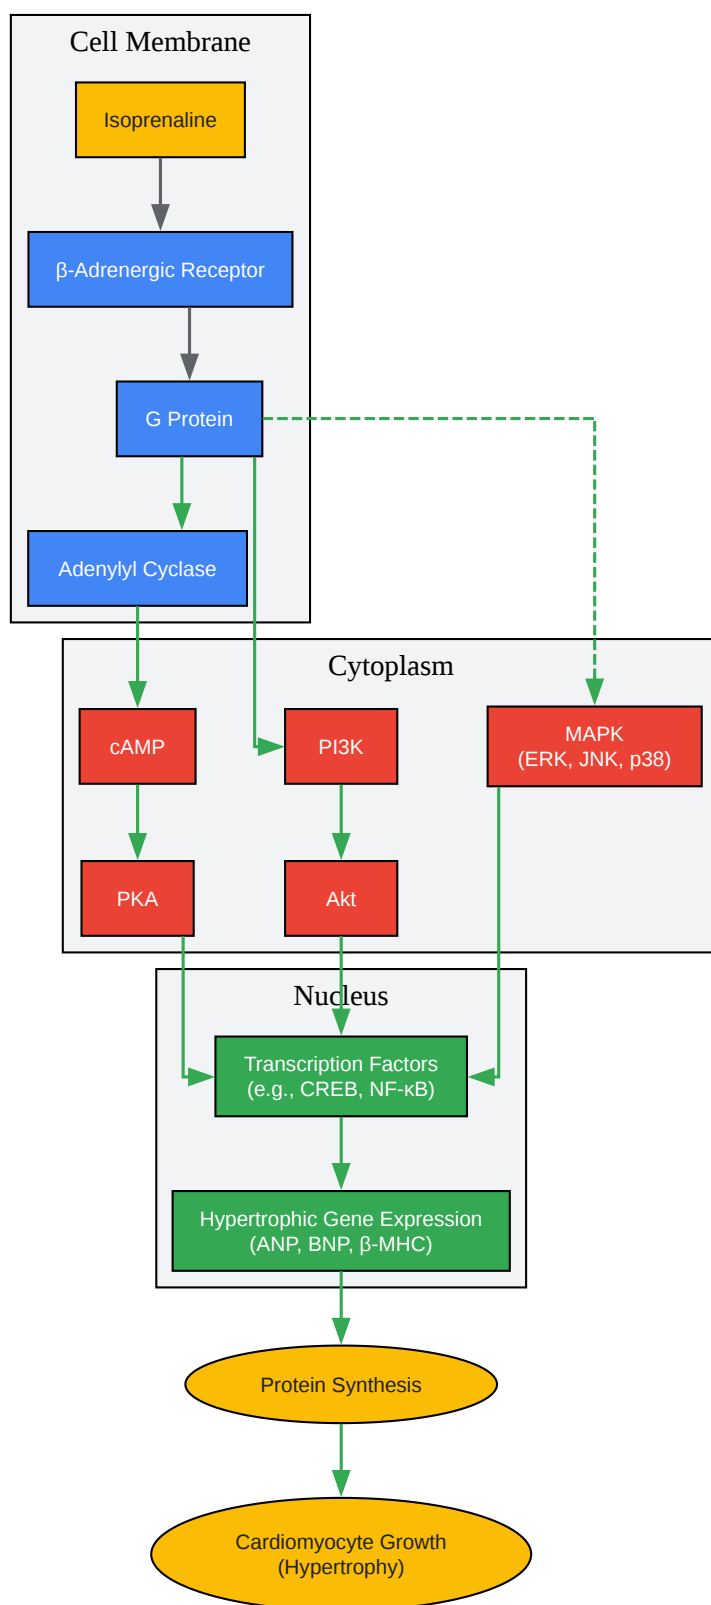 Cell Membrane
Isoprenaline
β-Adrenergic Receptor
G Protein
Adenylyl Cyclase
Cytoplasm
cAMP
PI3K
MAPK
(ERK, JNK, p38)
PKA
Akt
Nucleus
Transcription Factors
(e.g., CREB, NF-κB)
Hypertrophic Gene Expression
(ANP, BNP, β-MHC)
Protein Synthesis
Cardiomyocyte Growth
(Hypertrophy)